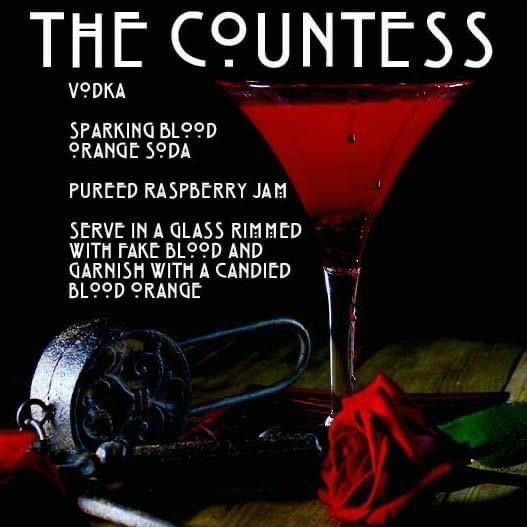 THE COUNTESS
VODKA
SPARKING BLOOD
ORANGE SODA
PUREED RASPBERRY JAM
SERVE IN A GLASS RIMMED
WITH FAKE BLOOD AND
GARNISH WITH A CANDIED
BLOOD ORANGE